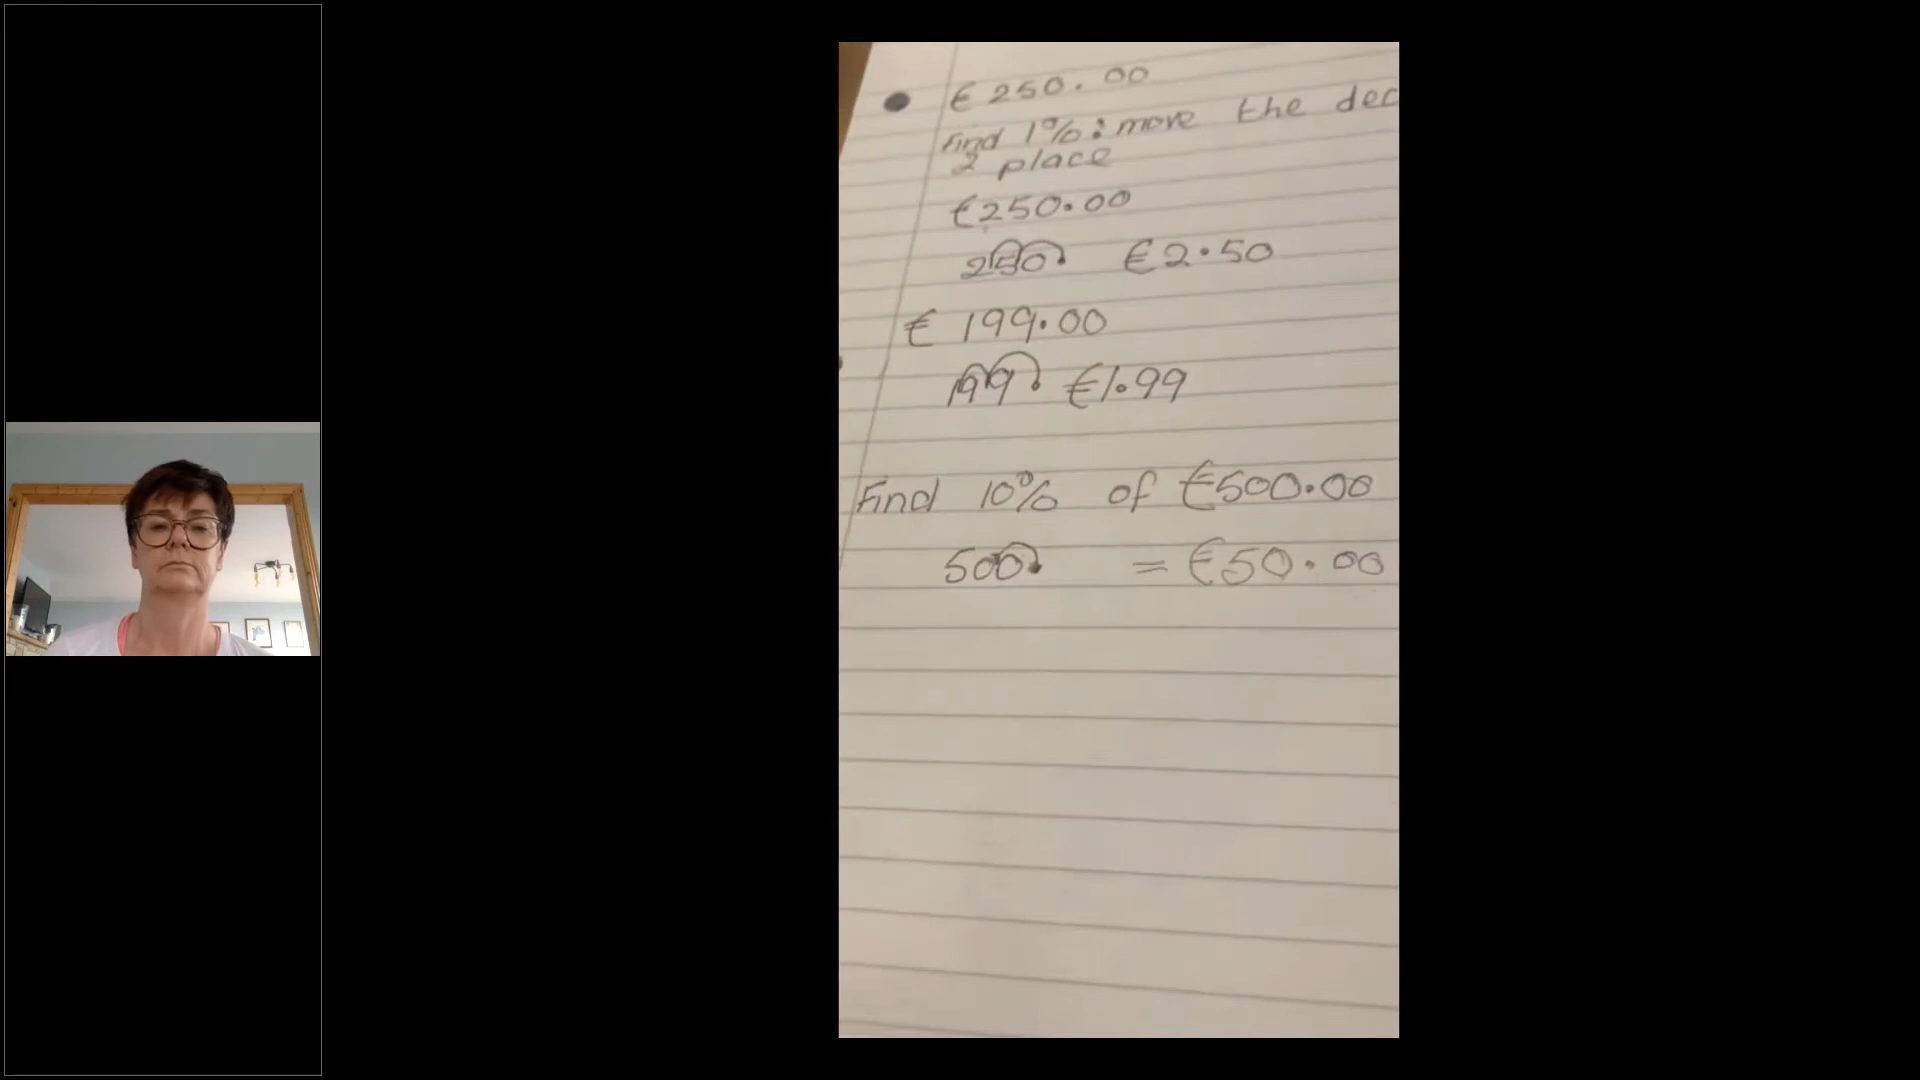 € 250.00
Find 1%: move the dec
2 place
€250.00
250. €2.50
€ 199.00
199. €1.99
Find 10% of €500.00
500. = €50.00